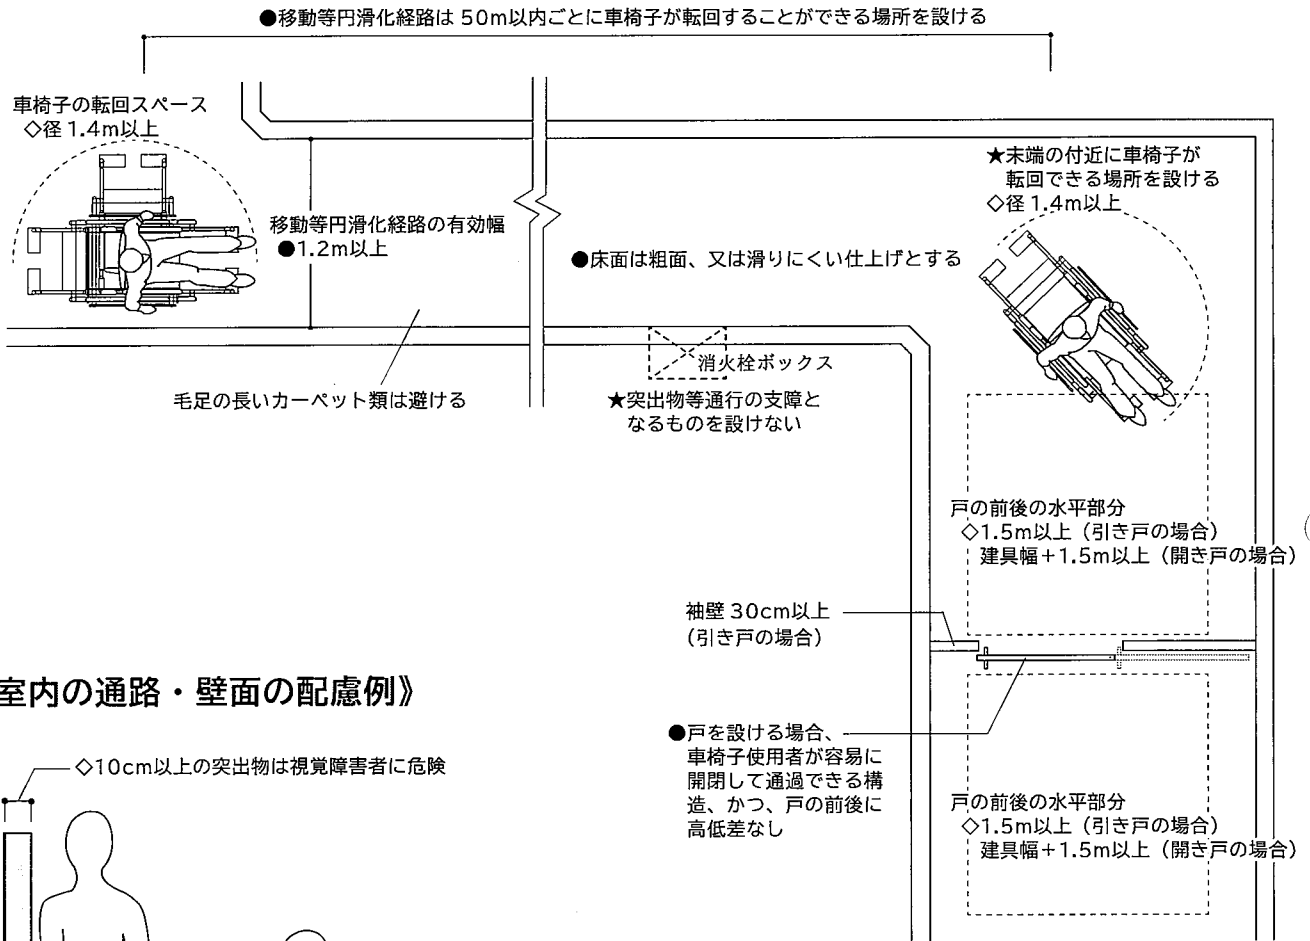 ●移動等円滑化経路は 50m以内ごとに車椅子が転回することができる場所を設ける
車椅子の転回スペース
◇径 1.4m以上
移動等円滑化経路の有効幅
●1.2m以上
★末端の付近に車椅子が
転回できる場所を設ける
◇径 1.4m以上
●床面は粗面、又は滑りにくい仕上げとする
消火栓ボックス
毛足の長いカーペット類は避ける
★突出物等通行の支障と
なるものを設けない
戸の前後の水平部分
◇1.5m以上（引き戸の場合）
建具幅+1.5m以上（開き戸の場合）
袖壁 30cm以上
（引き戸の場合）
室内の通路・壁面の配慮例》
●戸を設ける場合、
車椅子使用者が容易に
開閉して通過できる構
造、かつ、戸の前後に
高低差なし
◇10cm以上の突出物は視覚障害者に危険
戸の前後の水平部分
◇1.5m以上（引き戸の場合）
建具幅+1.5m以上（開き戸の場合）